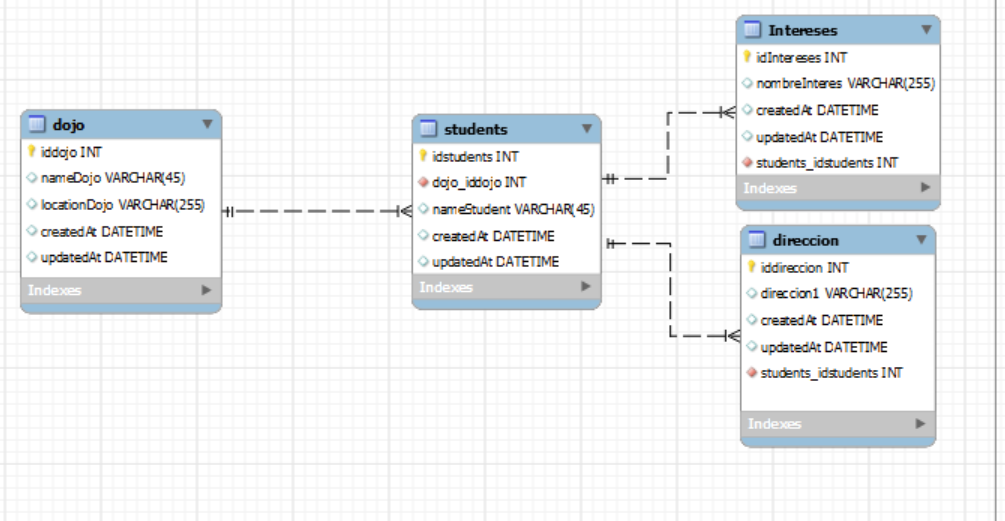 dojo
iddojo INT
nameDojo VARCHAR(45)
locationDojo VARCHAR(255)
createdAt DATETIME
updatedAt DATETIME
Indexes
students
idstudents INT
dojo_iddojo INT
nameStudent VARCHAR(45)
createdAt DATETIME
updatedAt DATETIME
Indexes
Intereses
idIntereses INT
nombreInteres VARCHAR(255)
createdAt DATETIME
updatedAt DATETIME
students_idstudents INT
Indexes
direccion
iddireccion INT
direccion1 VARCHAR(255)
createdAt DATETIME
updatedAt DATETIME
students_idstudents INT
Indexes